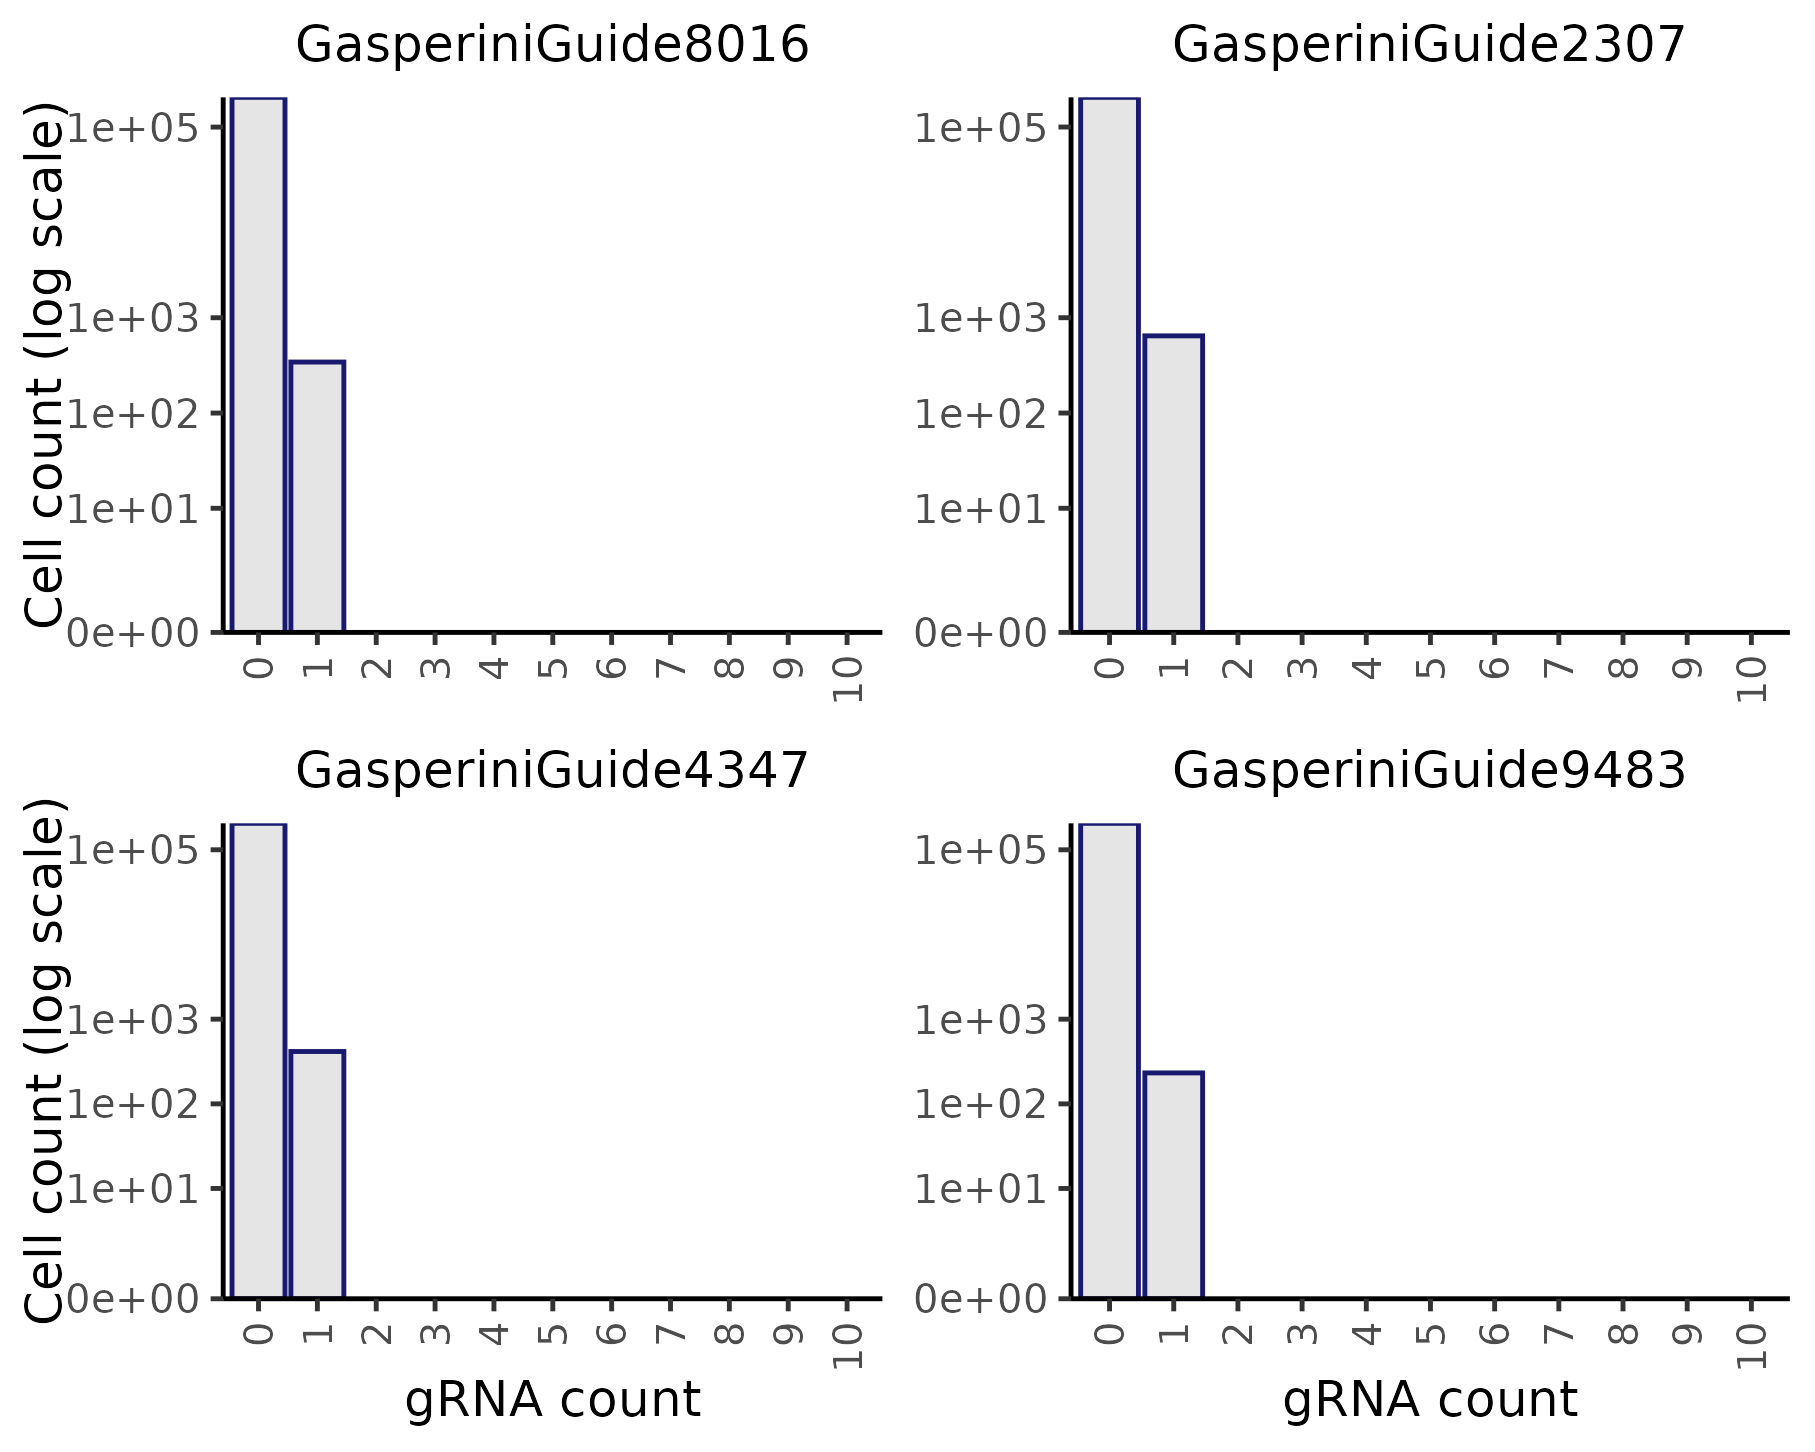 GasperiniGuide8016
GasperiniGuide2307
Cell count (log scale)
1e+05
1e+03
1e+02
1e+01
0e+00
0 1 2 3 4 5 6 7 8 9 10
1e+05
1e+03
1e+02
1e+01
0e+00
0 1 2 3 4 5 6 7 8 9 10
GasperiniGuide4347
GasperiniGuide9483
Cell count (log scale)
1e+05
1e+03
1e+02
1e+01
0e+00
0 1 2 3 4 5 6 7 8 9 10
gRNA count
1e+05
1e+03
1e+02
1e+01
0e+00
0 1 2 3 4 5 6 7 8 9 10
gRNA count